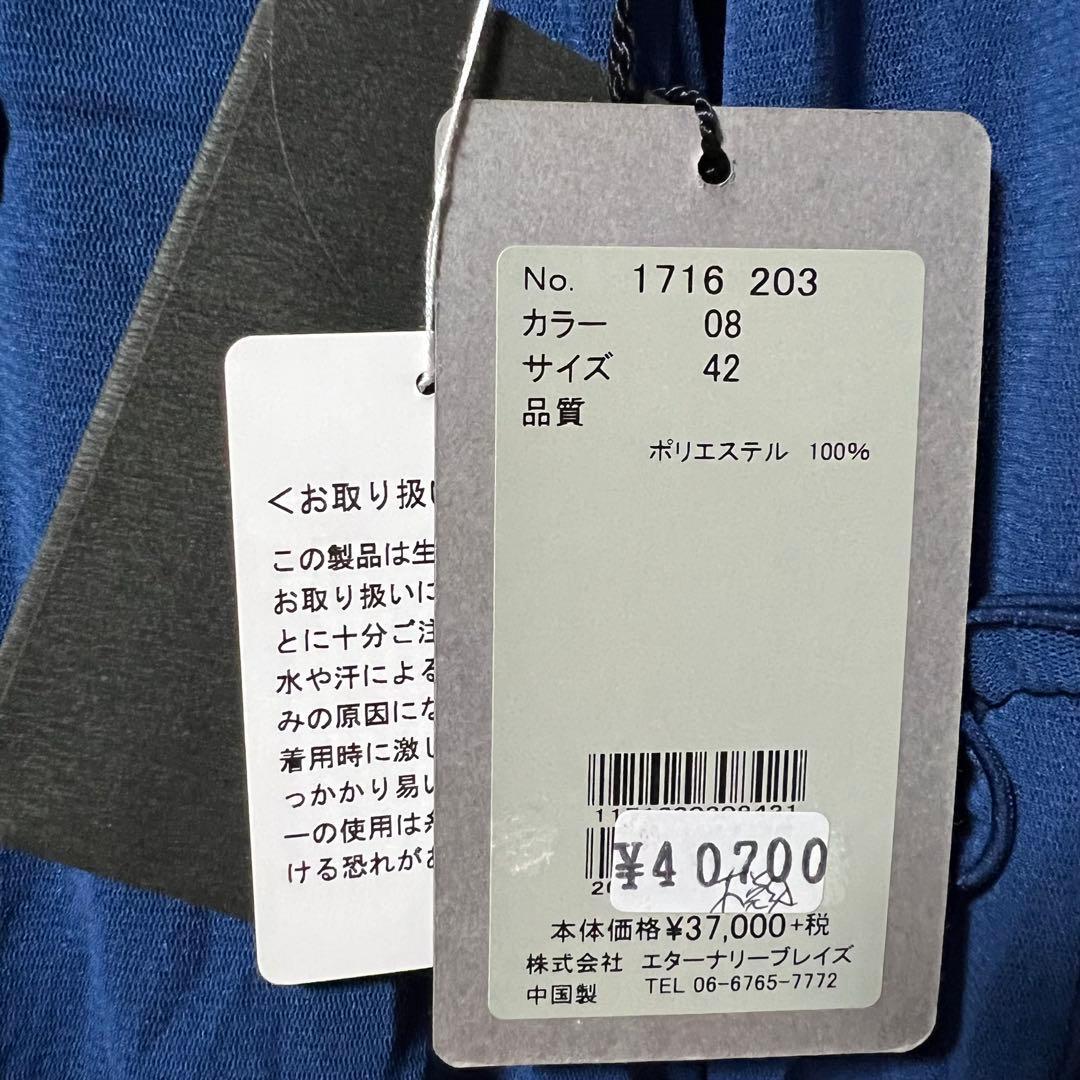 No. 1716 203
カラー 08
サイズ 42
品質
ポリエステル 100%
¥40700
本体価格¥37,000+税
株式会社 エターナリーブレイズ
中国製 TEL 06-6765-7772
<お取り扱い
この製品は生
お取り扱いに
とに十分ご注
水や汗による
みの原因にな
着用時に激し
っかかり易い
一の使用は糸
ける恐れがあ